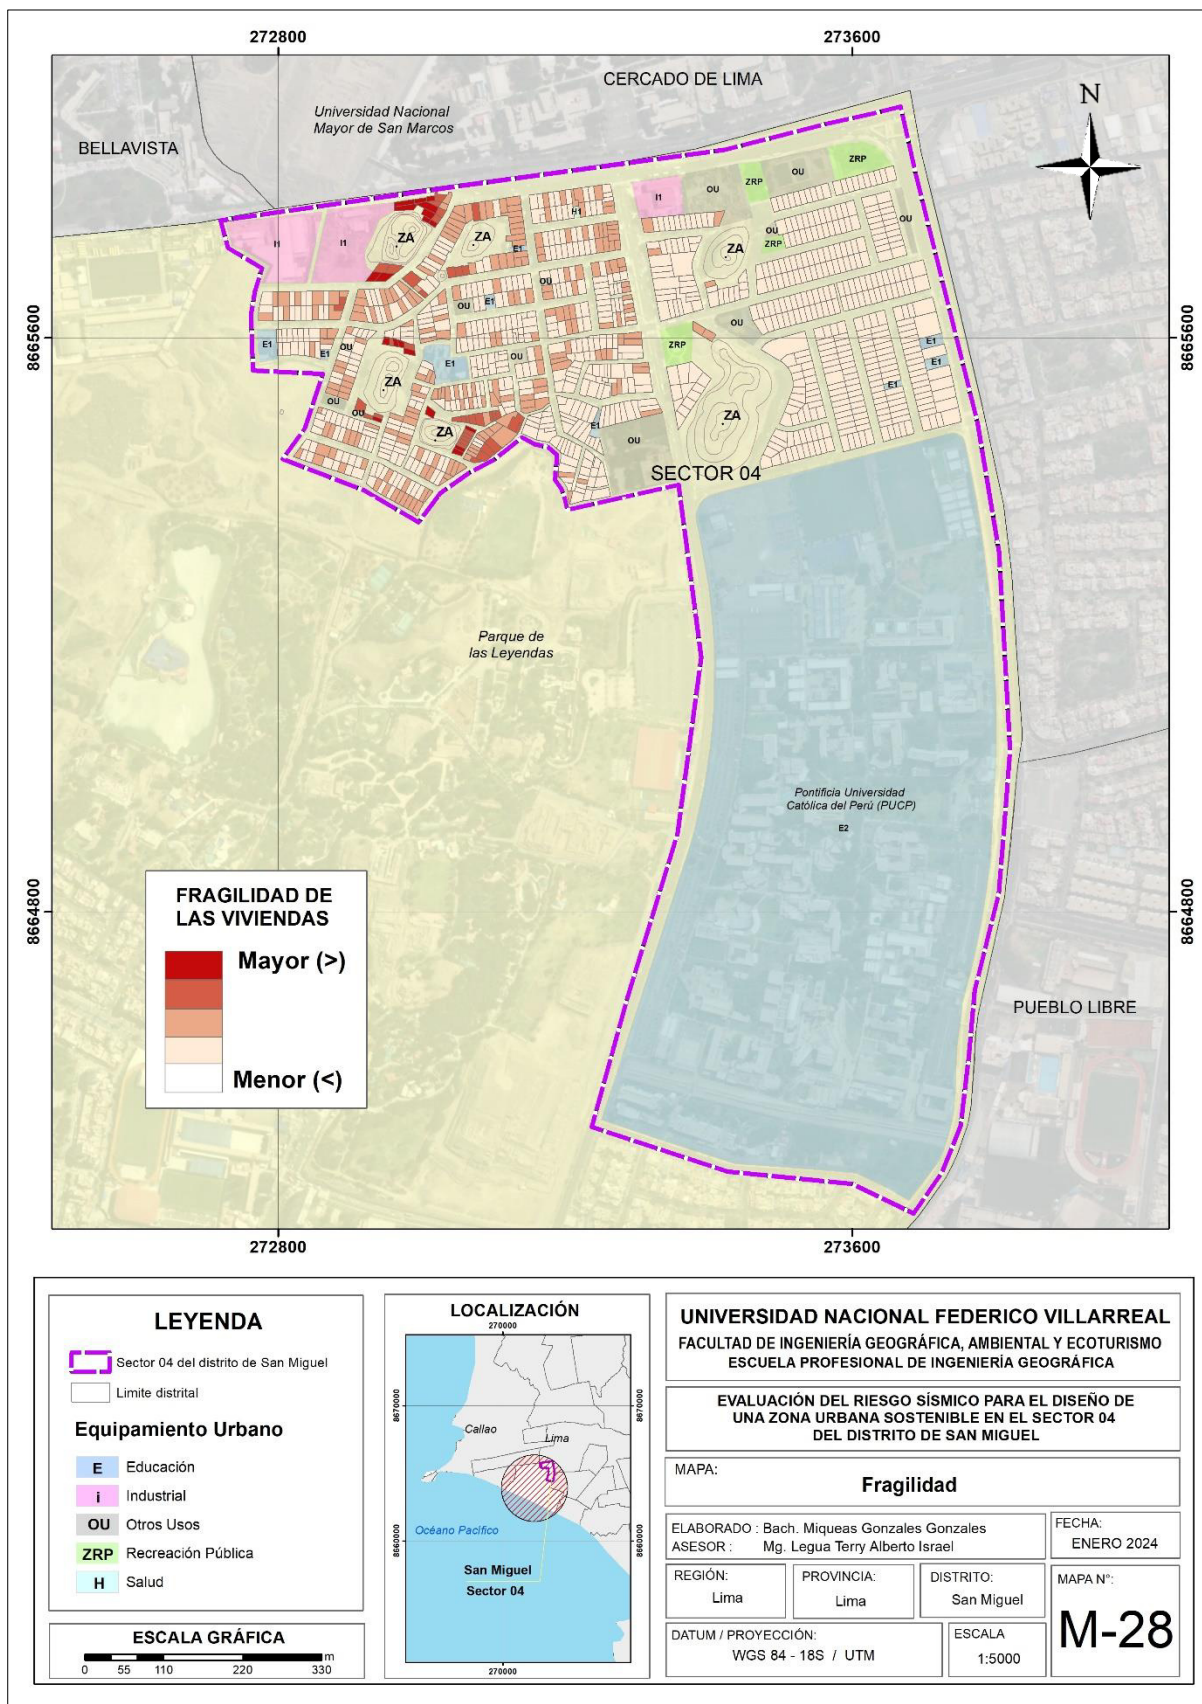 272800
273600
CERCADO DE LIMA
Universidad Nacional
Mayor de San Marcos
BELLAVISTA
N
ZRP
OU
ZRP
OU
I1
H1
OU
OU
ZRP
ZA
ZA
ZA
E1
I1
I1
OU
E1
OU
8665600
8665600
E1
E1
OU
OU
E1
ZRP
OU
E1
E1
E1
ZA
OU
OU
ZA
E1
OU
ZA
SECTOR 04
Parque de
las Leyendas
Pontificia Universidad
Católica del Perú (PUCP)
E2
8664800
8664800
FRAGILIDAD DE
LAS VIVIENDAS
Mayor (>)
Menor (<)
PUEBLO LIBRE
272800
273600
LEYENDA
Sector 04 del distrito de San Miguel
Limite distrital
Equipamiento Urbano
E Educación
i Industrial
OU Otros Usos
ZRP Recreación Pública
H Salud
ESCALA GRÁFICA
m
0 55 110 220 330
LOCALIZACIÓN
270000
8670000
8670000
Callao
Lima
Océano Pacífico
8660000
8660000
San Miguel
Sector 04
270000
UNIVERSIDAD NACIONAL FEDERICO VILLARREAL
FACULTAD DE INGENIERÍA GEOGRÁFICA, AMBIENTAL Y ECOTURISMO
ESCUELA PROFESIONAL DE INGENIERÍA GEOGRÁFICA
EVALUACIÓN DEL RIESGO SÍSMICO PARA EL DISEÑO DE
UNA ZONA URBANA SOSTENIBLE EN EL SECTOR 04
DEL DISTRITO DE SAN MIGUEL
MAPA:
Fragilidad
ELABORADO : Bach. Miqueas Gonzales Gonzales
ASESOR : Mg. Legua Terry Alberto Israel
FECHA:
ENERO 2024
REGIÓN:
Lima
PROVINCIA:
Lima
DISTRITO:
San Miguel
MAPA N°:
M-28
DATUM / PROYECCIÓN:
WGS 84 - 18S / UTM
ESCALA
1:5000